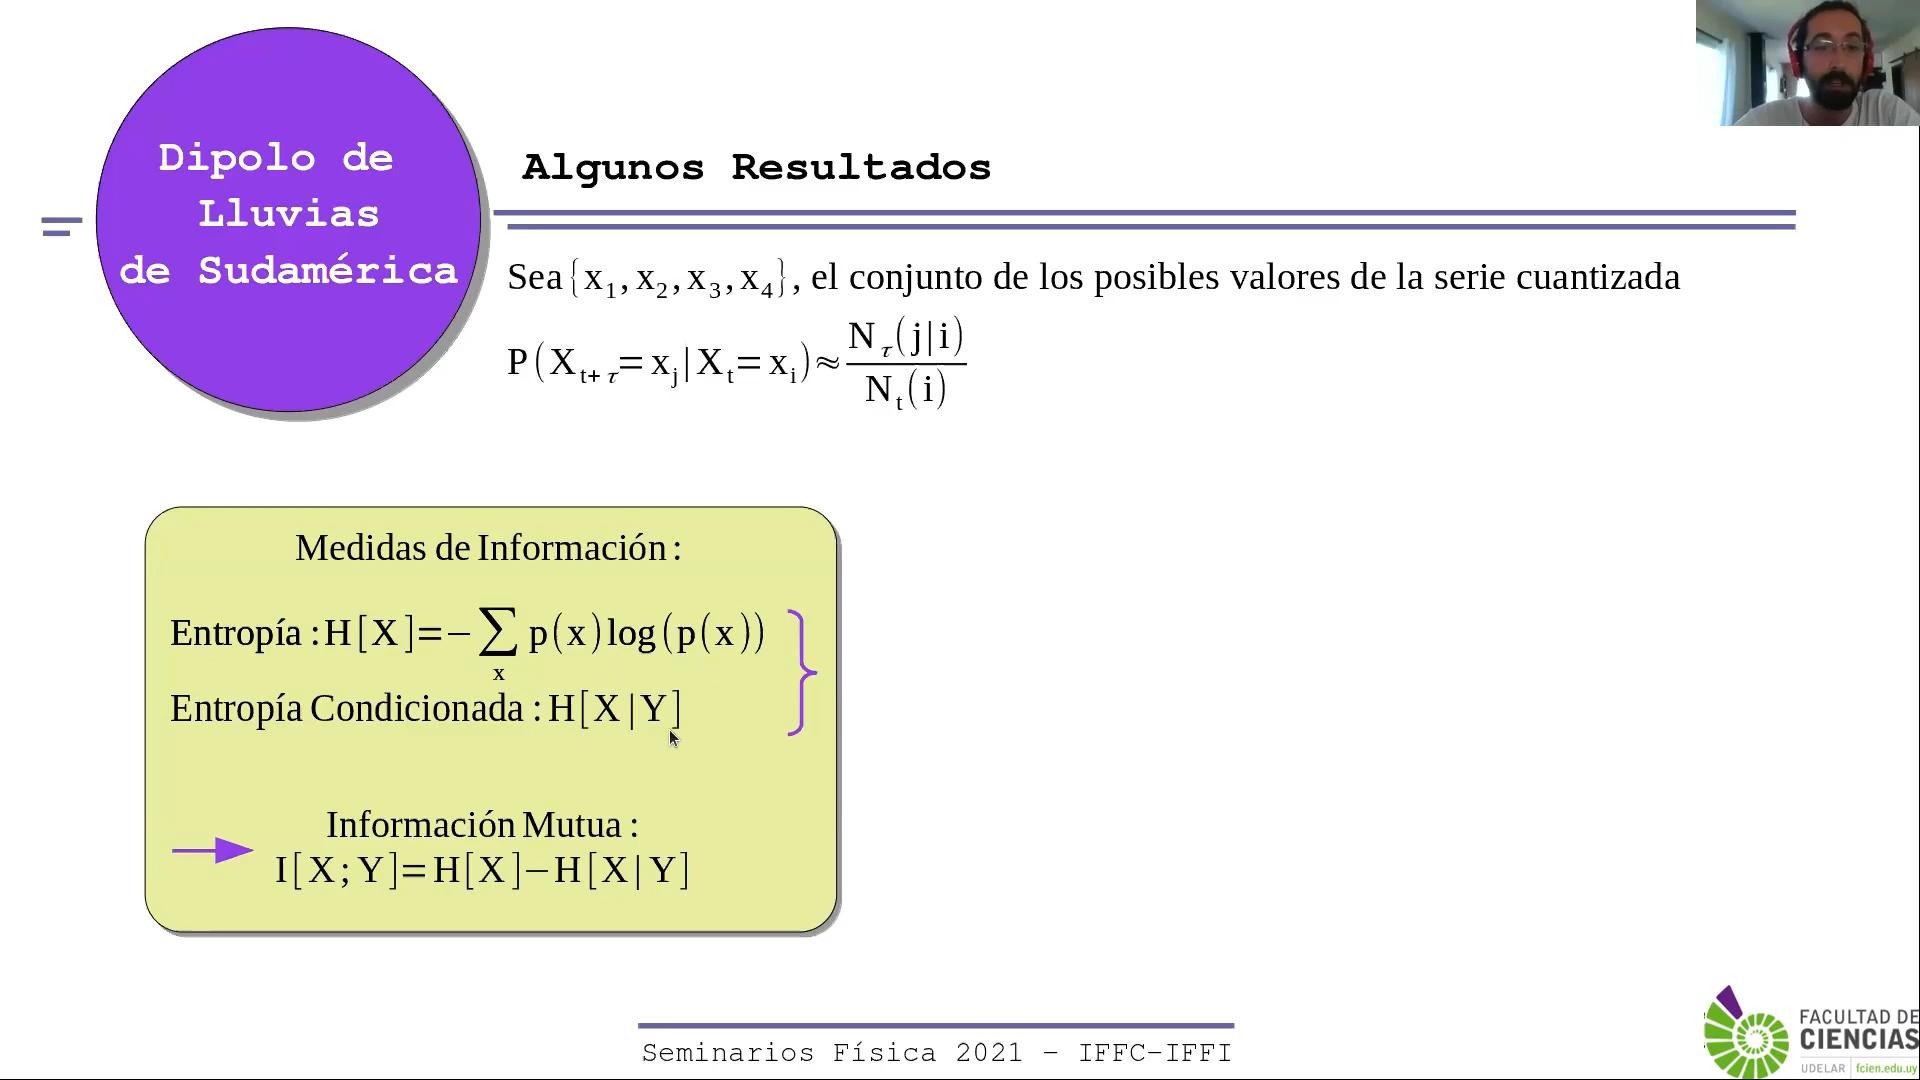 Dipolo de
Lluvias
de Sudamérica
Algunos Resultados
Sea {x₁, x₂, x₃, x₄}, el conjunto de los posibles valores de la serie cuantizada
P(X_{t+τ} = x_j | X_t = x_i) ≈ N_τ(j|i) / N_t(i)
Medidas de Información :
Entropía : H[X] = − ∑_x p(x) log(p(x))
Entropía Condicionada : H[X|Y]
Información Mutua :
I[X;Y] = H[X] − H[X|Y]
Seminarios Física 2021 - IFFC-IFFI
FACULTAD DE
CIENCIAS
UDELAR | fcien.edu.uy